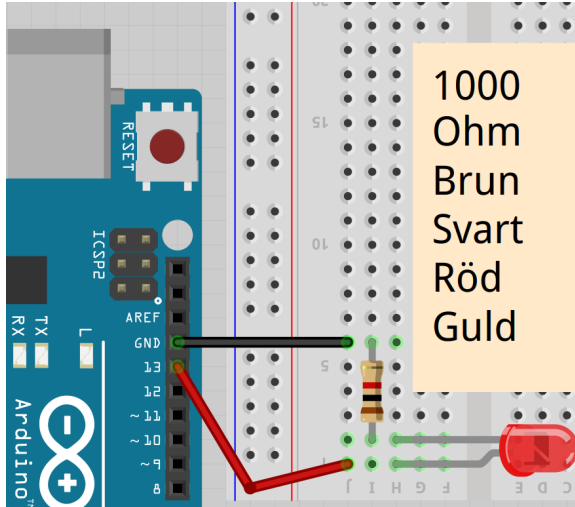 1000
Ohm
Brun
Svart
Röd
Guld
RESET
ICSP2
AREF
GND
13
12
~11
~10
~9
8
RX
TX
L
Arduino
TM
15
10
5
1
J
I
H
G
F
E
D
C